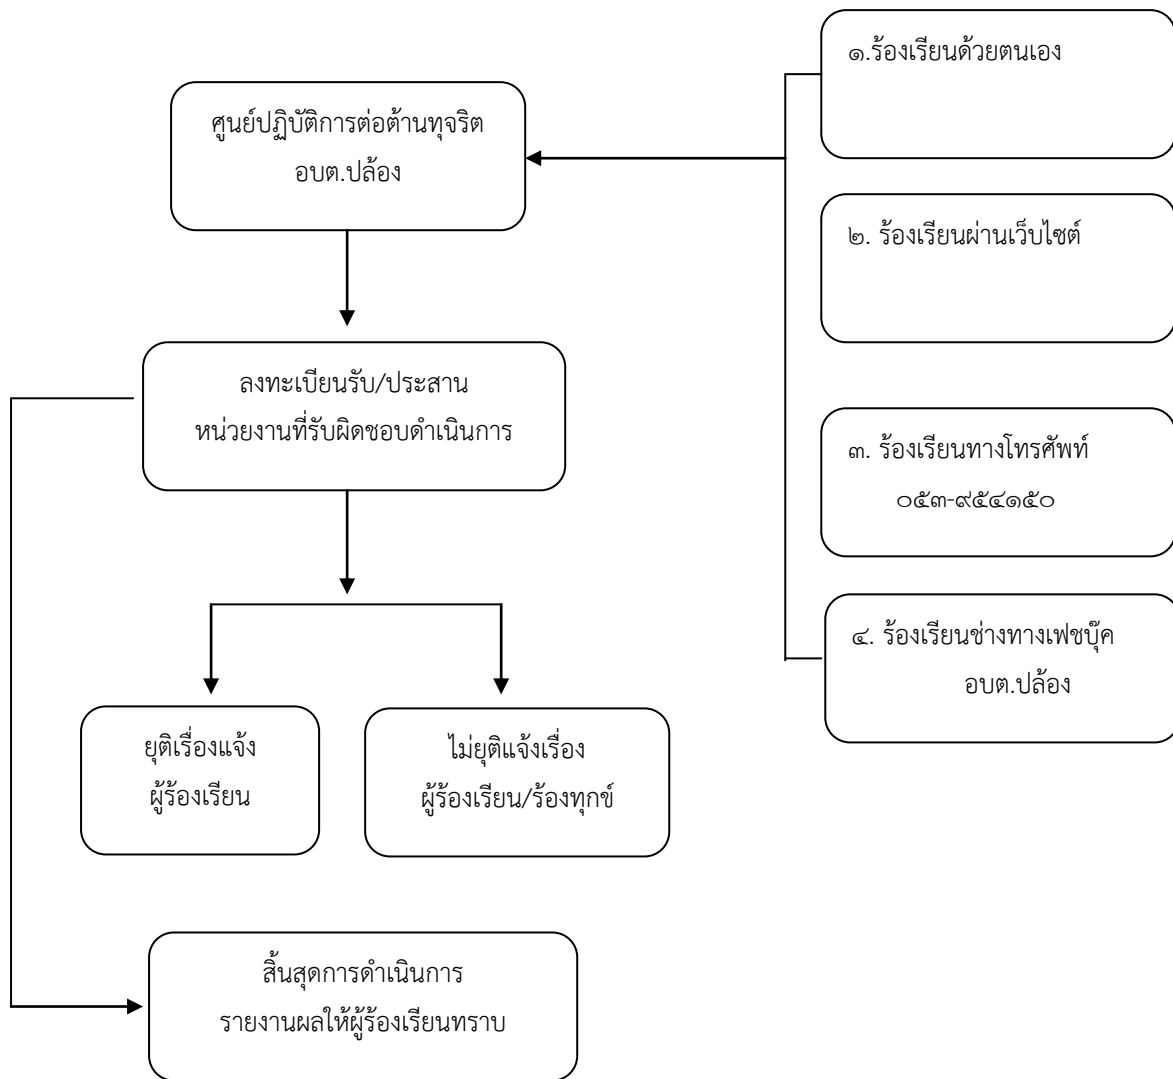 ๑.ร้องเรียนด้วยตนเอง
ศูนย์ปฏิบัติการต่อต้านทุจริต
อบต.ปล้อง
๒. ร้องเรียนผ่านเว็บไซต์
ลงทะเบียนรับ/ประสาน
หน่วยงานที่รับผิดชอบดำเนินการ
๓. ร้องเรียนทางโทรศัพท์
๐๕๓-๙๕๔๑๕๐
๔. ร้องเรียนช่างทางเฟชบุ๊ค
อบต.ปล้อง
ยุติเรื่องแจ้ง
ผู้ร้องเรียน
ไม่ยุติแจ้งเรื่อง
ผู้ร้องเรียน/ร้องทุกข์
สิ้นสุดการดำเนินการ
รายงานผลให้ผู้ร้องเรียนทราบ